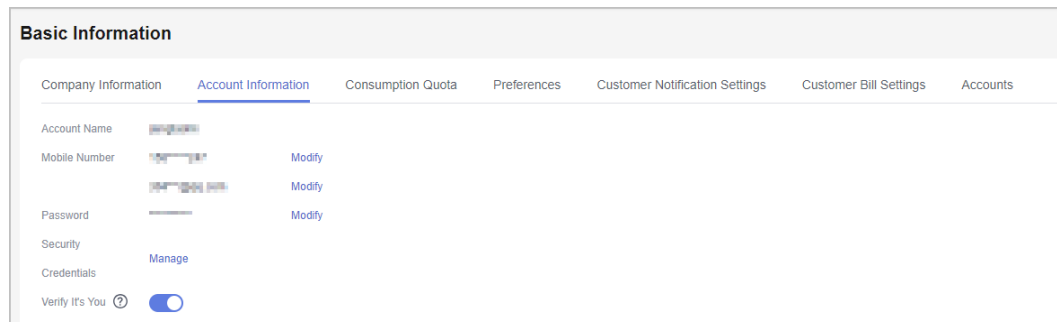 Basic Information
Company Information Account Information Consumption Quota Preferences Customer Notification Settings Customer Bill Settings Accounts
Account Name
Mobile Number Modify
Modify
Password Modify
Security
Manage
Credentials
Verify It's You ?